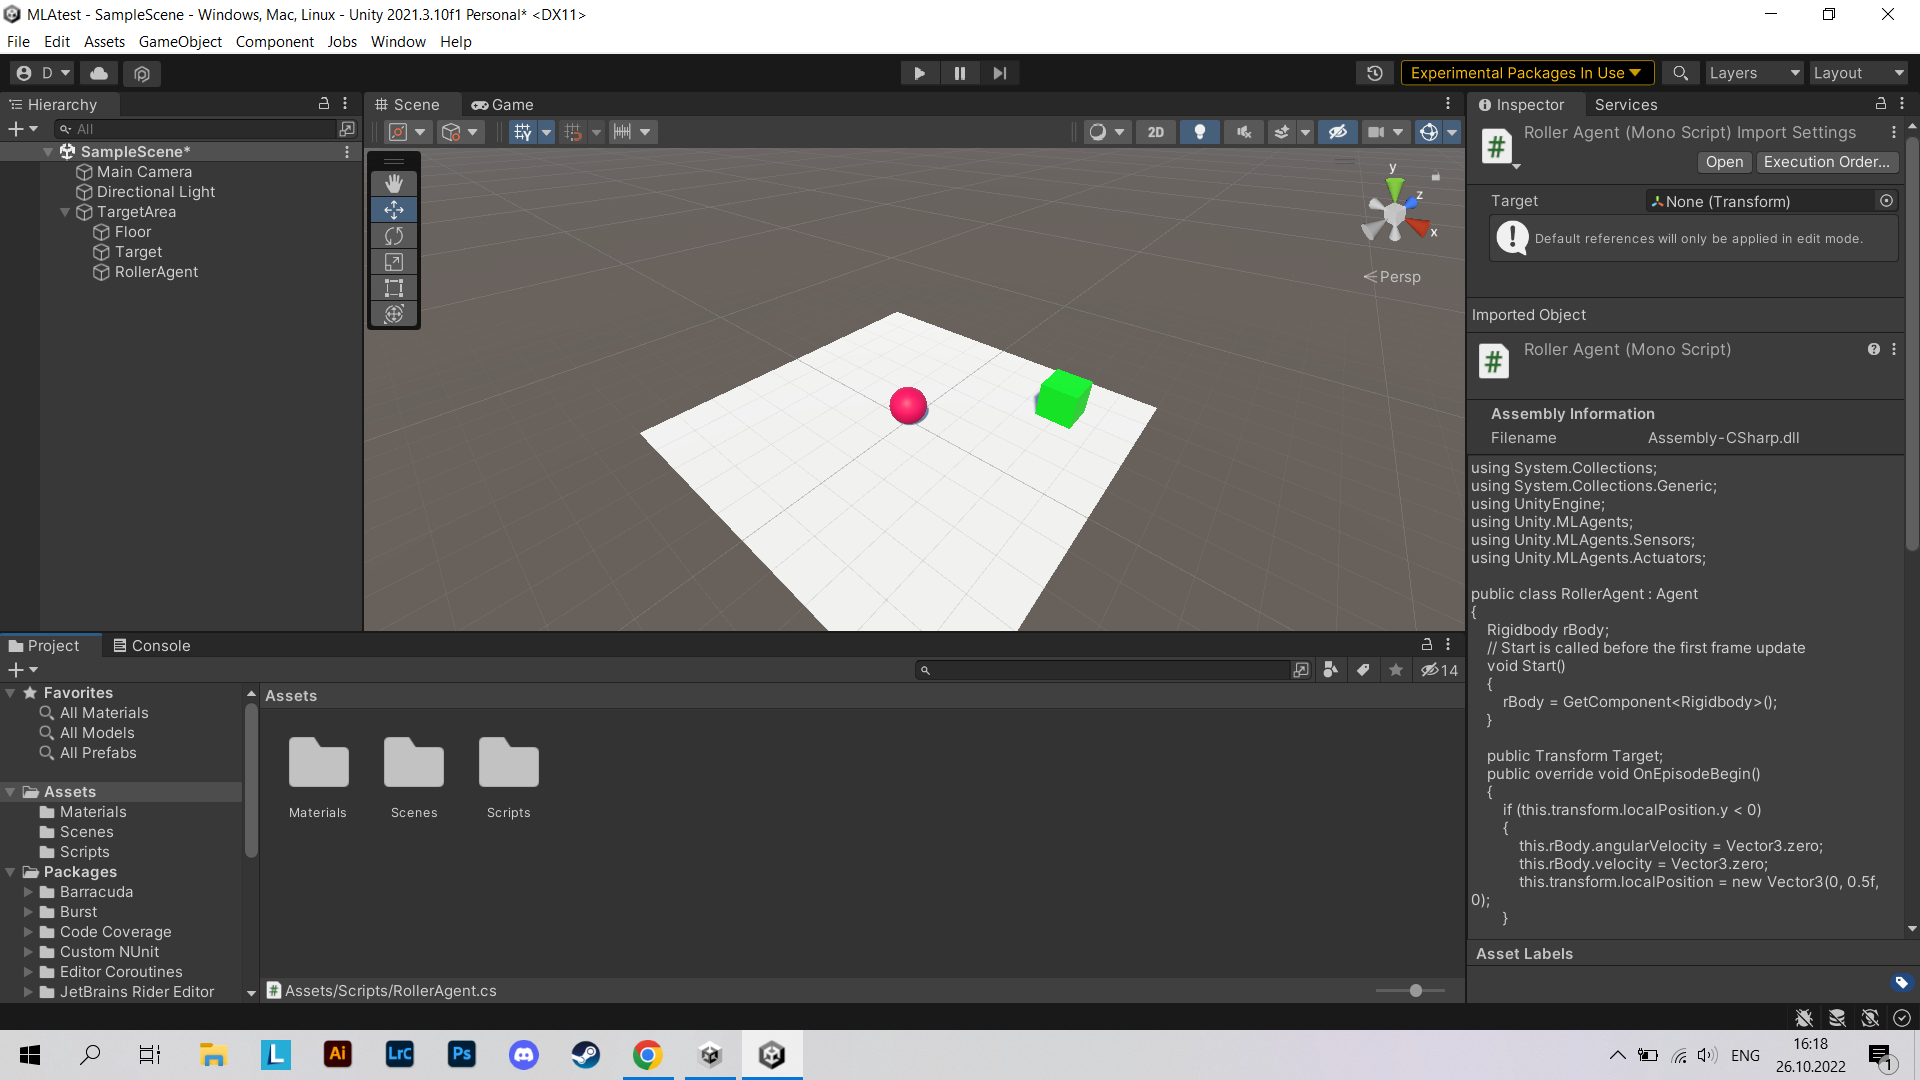 MLAtest - SampleScene - Windows, Mac, Linux - Unity 2021.3.10f1 Personal* <DX11>
File Edit Assets GameObject Component Jobs Window Help
D
Experimental Packages In Use
Layers
Layout
Hierarchy
All
SampleScene*
Main Camera
Directional Light
TargetArea
Floor
Target
RollerAgent
Scene
Game
2D
y
z
x
Persp
Inspector
Services
Roller Agent (Mono Script) Import Settings
Open
Execution Order...
Target
None (Transform)
Default references will only be applied in edit mode.
Imported Object
Roller Agent (Mono Script)
Assembly Information
Filename Assembly-CSharp.dll
using System.Collections;
using System.Collections.Generic;
using UnityEngine;
using Unity.MLAgents;
using Unity.MLAgents.Sensors;
using Unity.MLAgents.Actuators;
public class RollerAgent : Agent
{
Rigidbody rBody;
// Start is called before the first frame update
void Start()
{
rBody = GetComponent<Rigidbody>();
}
public Transform Target;
public override void OnEpisodeBegin()
{
if (this.transform.localPosition.y < 0)
{
this.rBody.angularVelocity = Vector3.zero;
this.rBody.velocity = Vector3.zero;
this.transform.localPosition = new Vector3(0, 0.5f,
0);
}
Asset Labels
Project
Console
14
Favorites
All Materials
All Models
All Prefabs
Assets
Materials
Scenes
Scripts
Packages
Barracuda
Burst
Code Coverage
Custom NUnit
Editor Coroutines
JetBrains Rider Editor
Assets
Materials
Scenes
Scripts
Assets/Scripts/RollerAgent.cs
L
Ai
LrC
Ps
ENG
16:18
26.10.2022
1